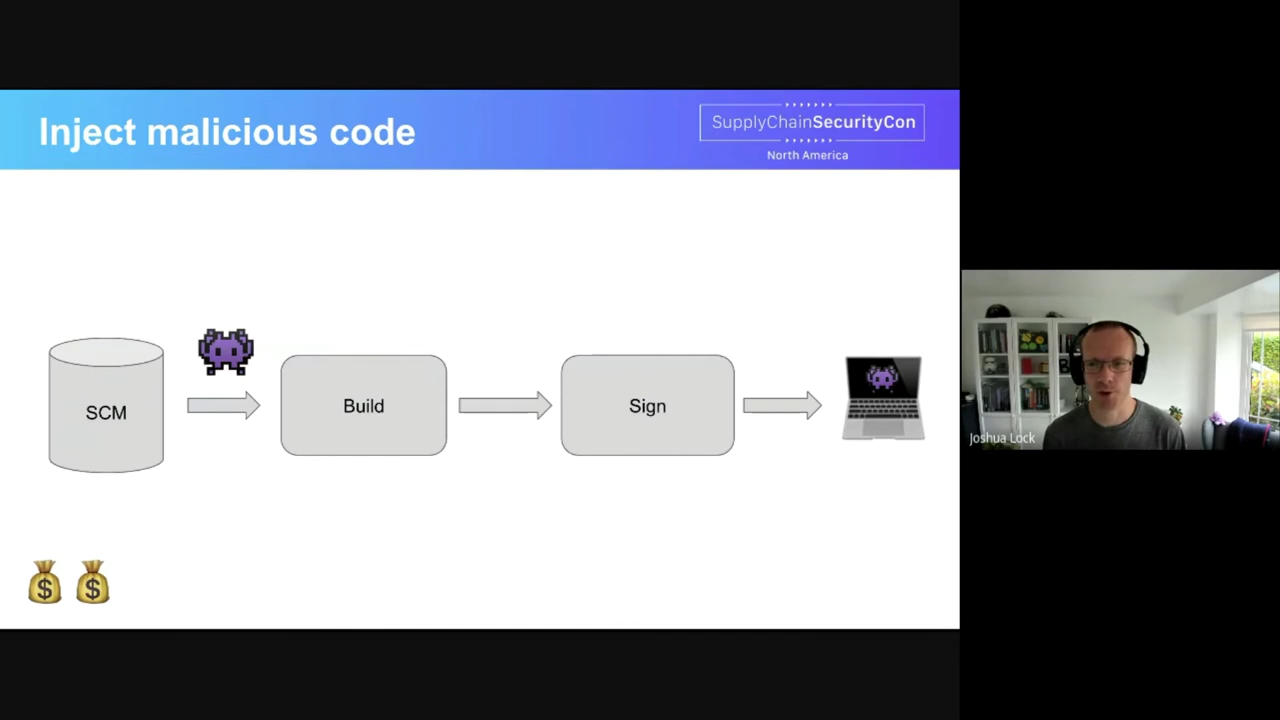 Inject malicious code
SupplyChainSecurityCon
North America
SCM
Build
Sign
$ $
Joshua Lock